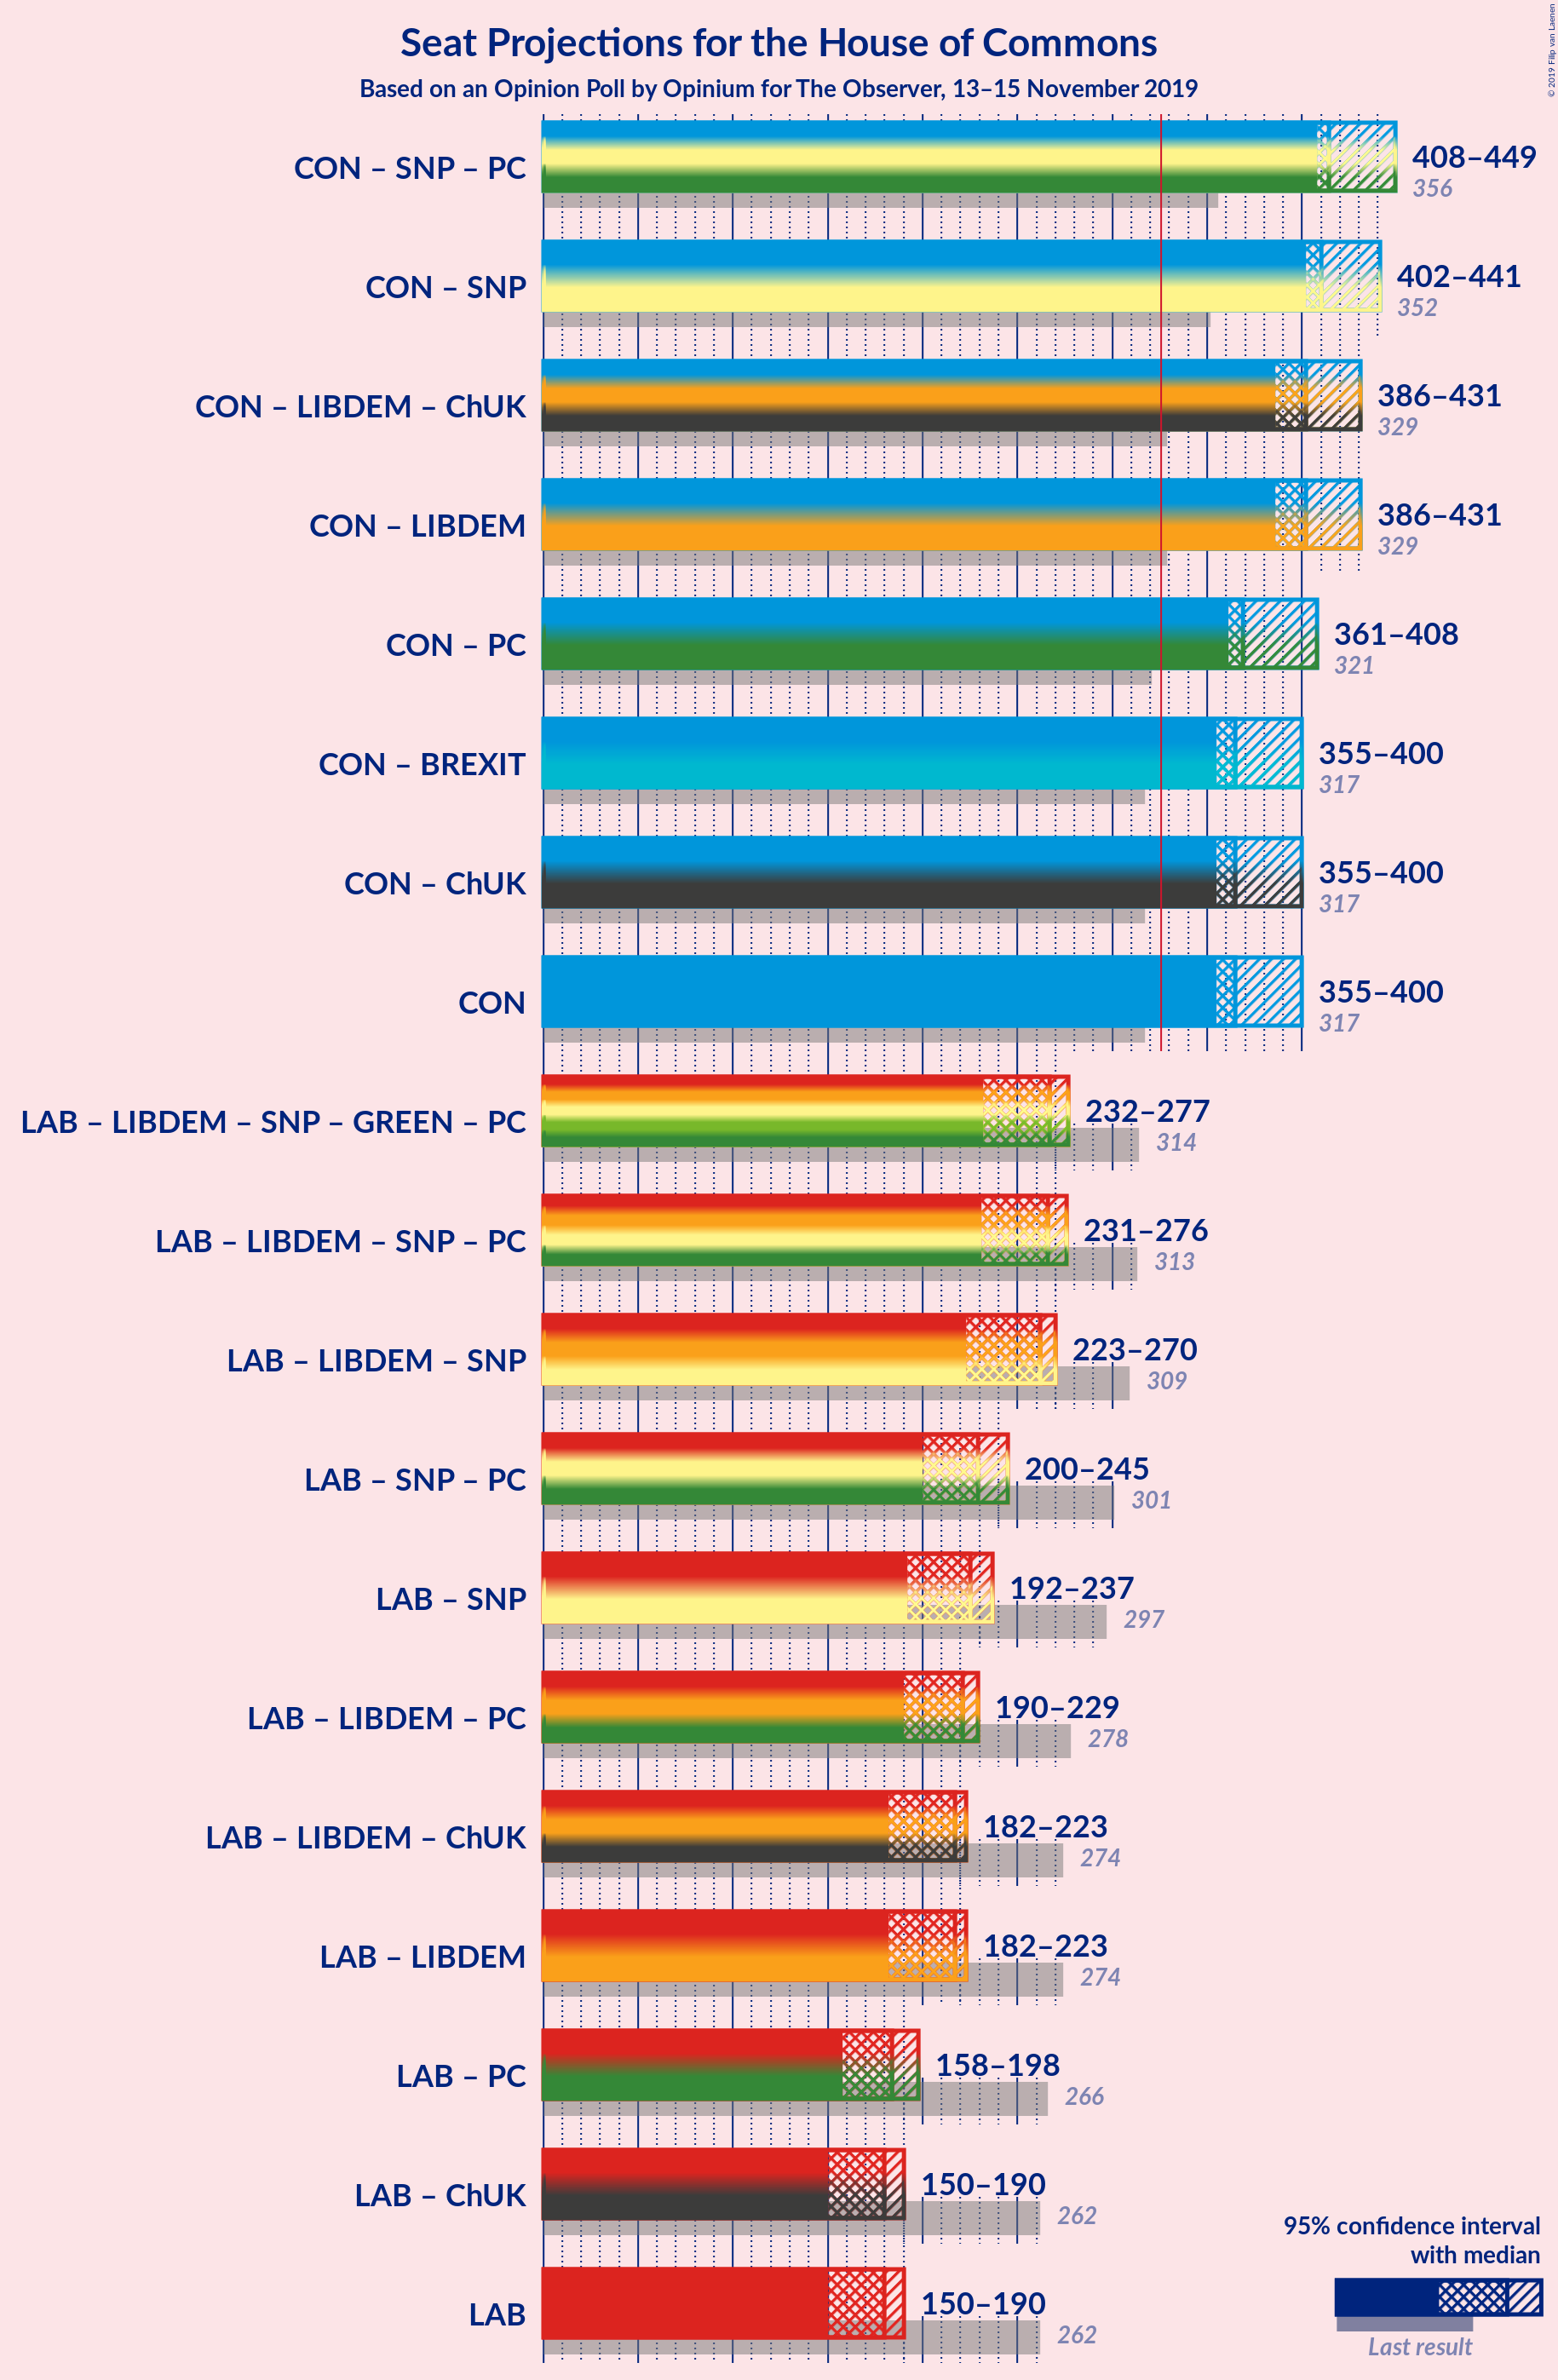 Seat Projections for the House of Commons
Based on an Opinion Poll by Opinium for The Observer, 13–15 November 2019
© 2019 Filip van Laenen
CON – SNP – PC
408–449
356
CON – SNP
402–441
352
CON – LIBDEM – ChUK
386–431
329
CON – LIBDEM
386–431
329
CON – PC
361–408
321
CON – BREXIT
355–400
317
CON – ChUK
355–400
317
CON
355–400
317
LAB – LIBDEM – SNP – GREEN – PC
232–277
314
LAB – LIBDEM – SNP – PC
231–276
313
LAB – LIBDEM – SNP
223–270
309
LAB – SNP – PC
200–245
301
LAB – SNP
192–237
297
LAB – LIBDEM – PC
190–229
278
LAB – LIBDEM – ChUK
182–223
274
LAB – LIBDEM
182–223
274
LAB – PC
158–198
266
LAB – ChUK
150–190
262
LAB
150–190
262
95% confidence interval
with median
Last result